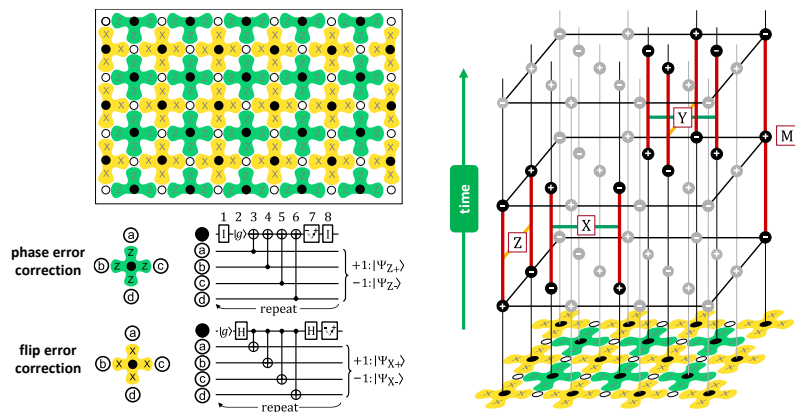 1 2 3 4 5 6 7 8
I |g⟩ I
a
b
c
d
+1:|Ψ_Z+⟩
-1:|Ψ_Z-⟩
repeat
phase error
correction
a
b Z Z Z Z c
d
|g⟩ H H
a
b
c
d
+1:|Ψ_X+⟩
-1:|Ψ_X-⟩
repeat
flip error
correction
a
b X X X X c
d
time
Y
M
X
Z